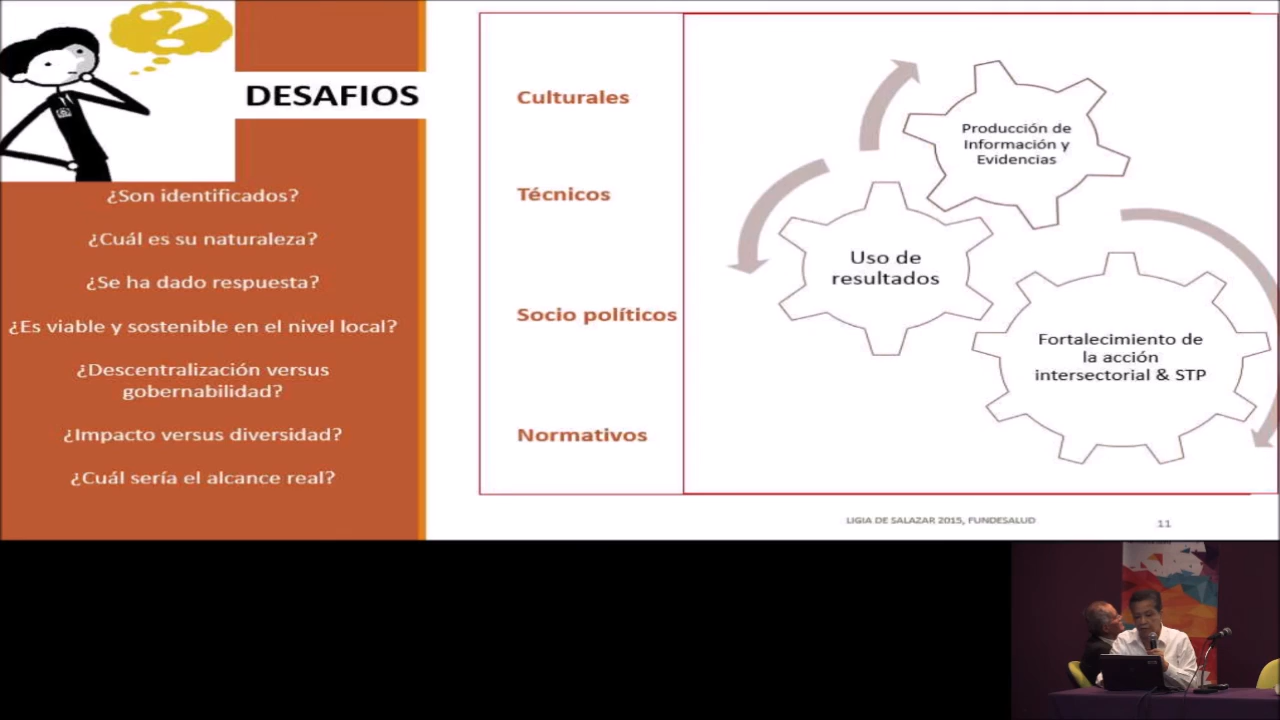 DESAFIOS
¿Son identificados?
¿Cuál es su naturaleza?
¿Se ha dado respuesta?
¿Es viable y sostenible en el nivel local?
¿Descentralización versus
gobernabilidad?
¿Impacto versus diversidad?
¿Cuál sería el alcance real?
Culturales
Técnicos
Socio políticos
Normativos
Producción de
Información y
Evidencias
Uso de
resultados
Fortalecimiento de
la acción
intersectorial & STP
LIGIA DE SALAZAR 2015, FUNDESALUD
11